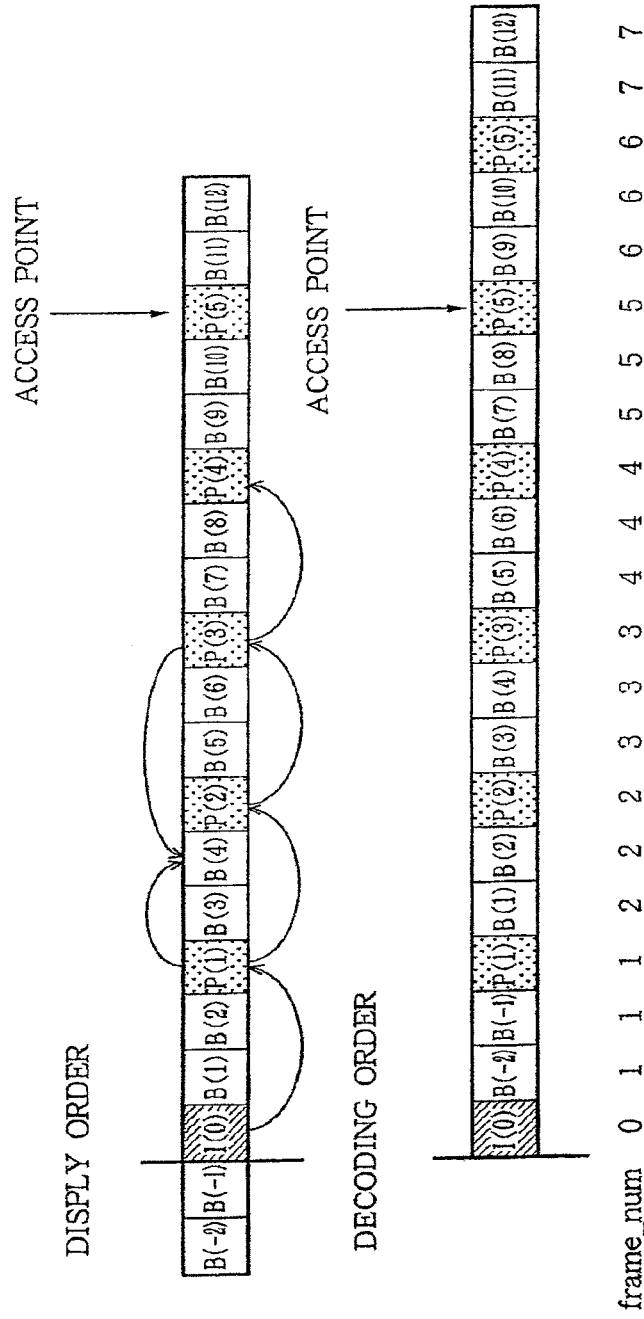 DISPLY ORDER
ACCESS POINT
B(-2) B(-1) I(0) B(1) B(2) P(1) B(3) B(4) P(2) B(5) B(6) P(3) B(7) B(8) P(4) B(9) B(10) P(5) B(11) B(12)
DECODING ORDER
ACCESS POINT
I(0) B(-2) B(-1) P(1) B(1) B(2) P(2) B(3) B(4) P(3) B(5) B(6) P(4) B(7) B(8) P(5) B(9) B(10) P(5) B(11) B(12)
frame_num 0 1 1 1 2 2 2 3 3 3 4 4 4 5 5 5 6 6 6 7 7